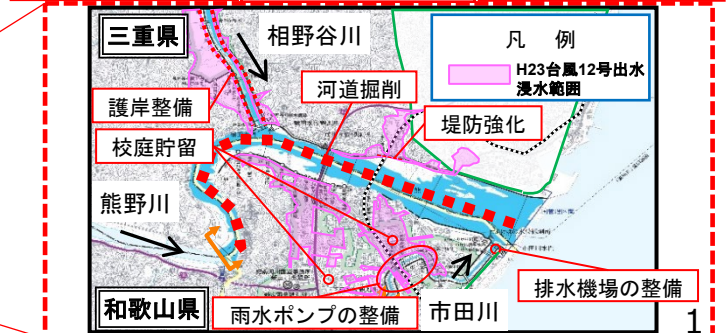 三重県
相野谷川
凡 例
H23台風12号出水
浸水範囲
護岸整備
河道掘削
校庭貯留
堤防強化
熊野川
排水機場の整備
和歌山県
雨水ポンプの整備
市田川
1